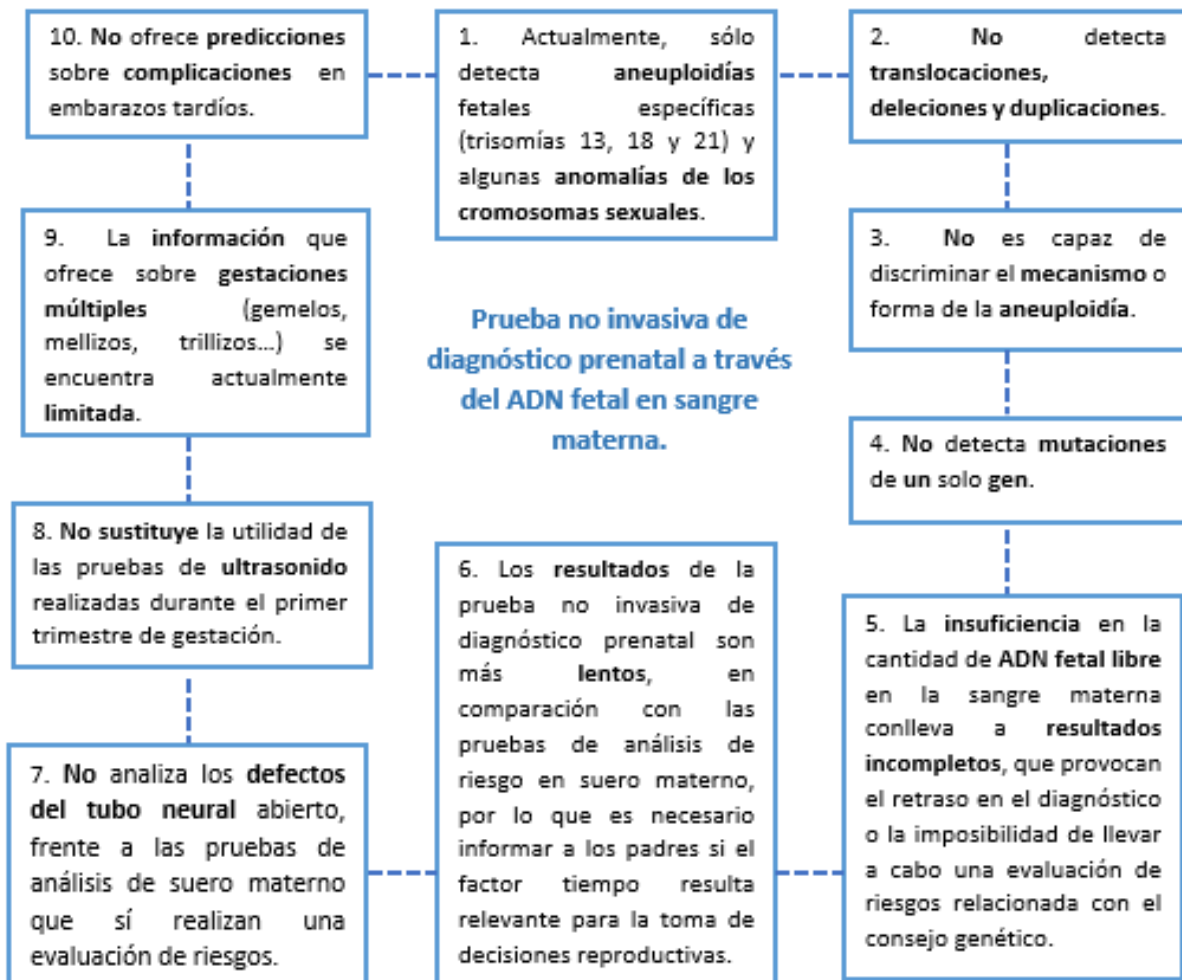 10. No ofrece predicciones
sobre complicaciones en
embarazos tardíos.
1. Actualmente, sólo
detecta aneuploidías
fetales específicas
(trisomías 13, 18 y 21) y
algunas anomalías de los
cromosomas sexuales.
2. No detecta
translocaciones,
deleciones y duplicaciones.
9. La información que
ofrece sobre gestaciones
múltiples (gemelos,
mellizos, trillizos…) se
encuentra actualmente
limitada.
Prueba no invasiva de
diagnóstico prenatal a través
del ADN fetal en sangre
materna.
3. No es capaz de
discriminar el mecanismo o
forma de la aneuploidía.
4. No detecta mutaciones
de un solo gen.
8. No sustituye la utilidad de
las pruebas de ultrasonido
realizadas durante el primer
trimestre de gestación.
6. Los resultados de la
prueba no invasiva de
diagnóstico prenatal son
más lentos, en
comparación con las
pruebas de análisis de
riesgo en suero materno,
por lo que es necesario
informar a los padres si el
factor tiempo resulta
relevante para la toma de
decisiones reproductivas.
5. La insuficiencia en la
cantidad de ADN fetal libre
en la sangre materna
conlleva a resultados
incompletos, que provocan
el retraso en el diagnóstico
o la imposibilidad de llevar
a cabo una evaluación de
riesgos relacionada con el
consejo genético.
7. No analiza los defectos
del tubo neural abierto,
frente a las pruebas de
análisis de suero materno
que sí realizan una
evaluación de riesgos.